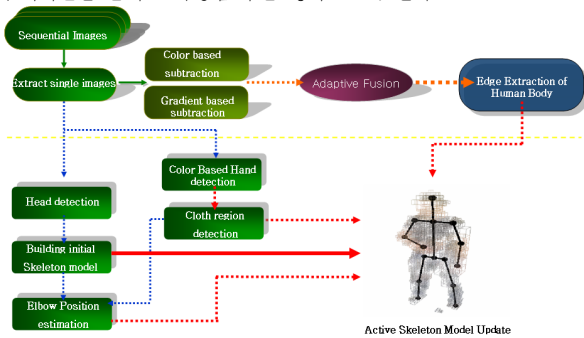 Sequential Images
Extract single images
Color based
subtraction
Gradient based
subtraction
Adaptive Fusion
Edge Extraction of
Human Body
Color Based Hand
detection
Head detection
Cloth region
detection
Building initial
Skeleton model
Elbow Position
estimation
Active Skeleton Model Update